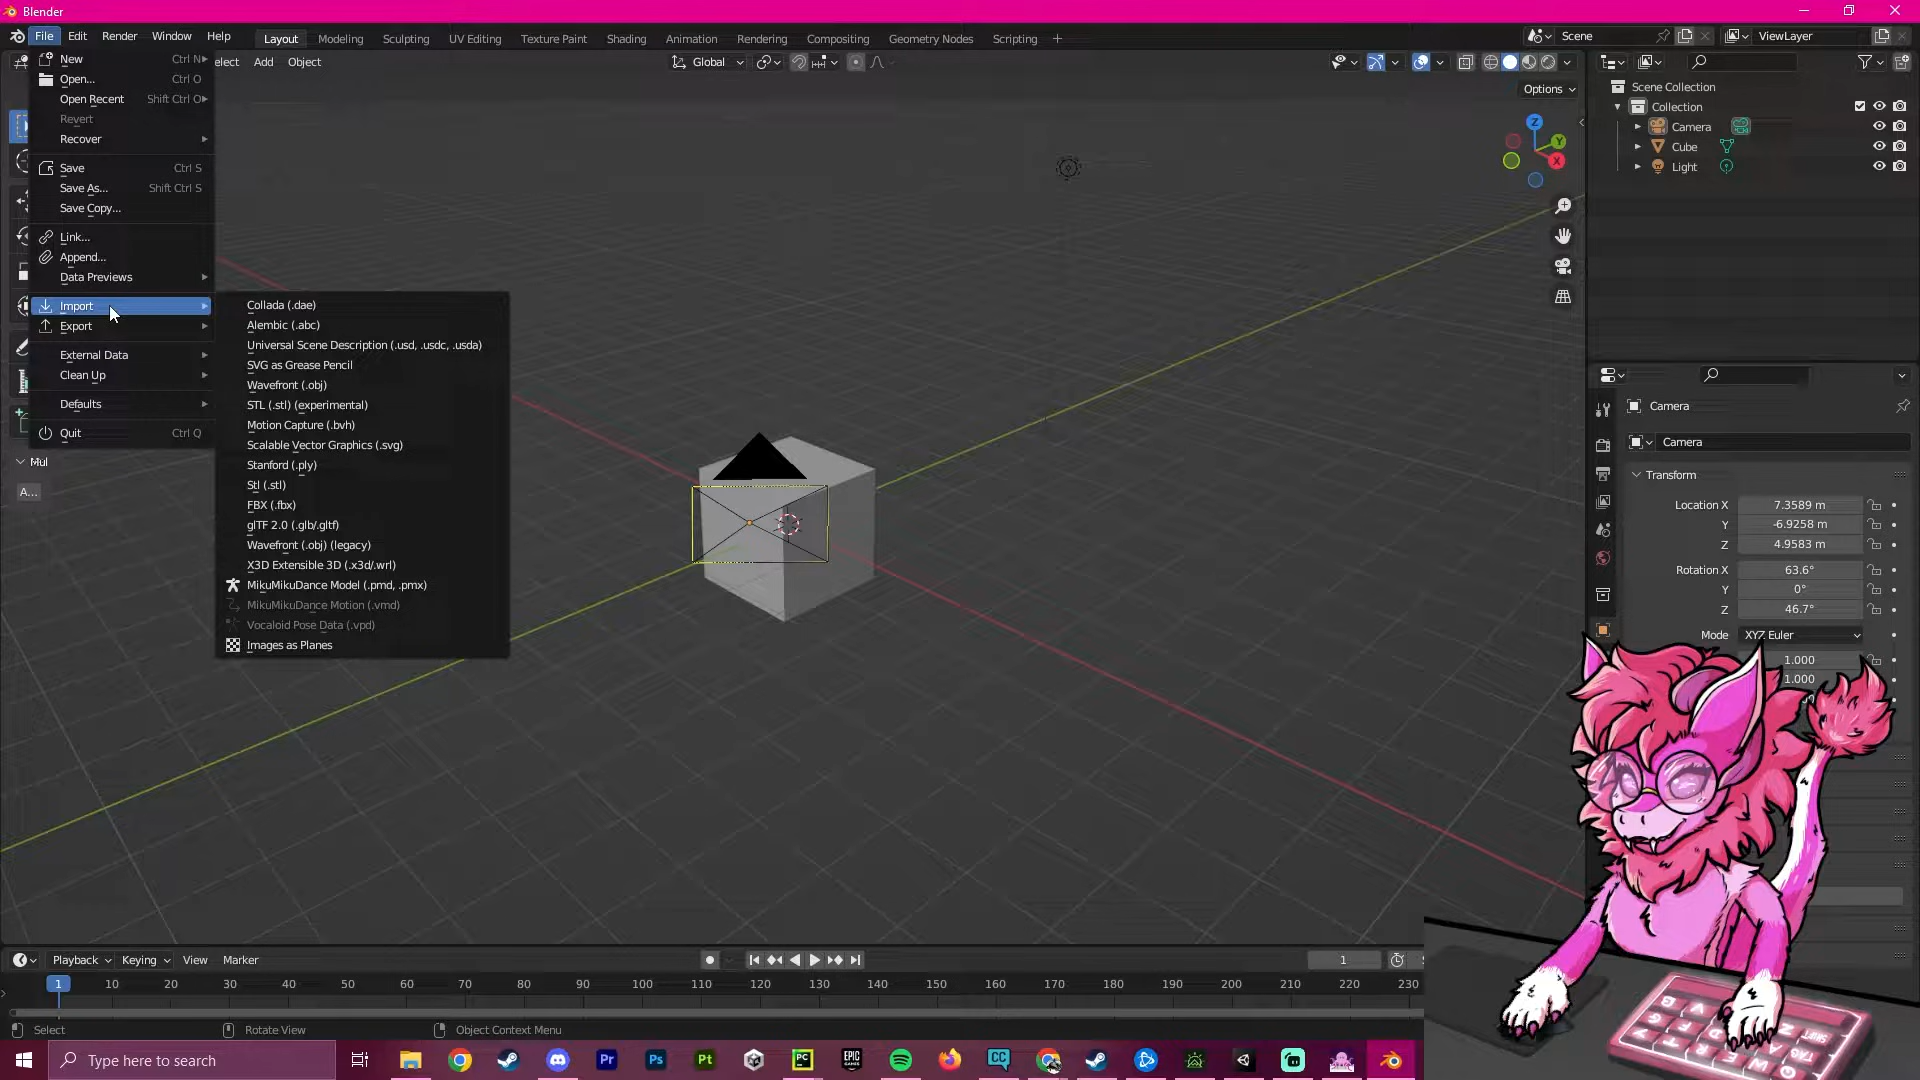 Blender
File Edit Render Window Help
Layout Modeling Sculpting UV Editing Texture Paint Shading Animation Rendering Compositing Geometry Nodes Scripting +
Scene
ViewLayer
elect Add Object
Global
Options
New Ctrl N
Open... Ctrl O
Open Recent Shift Ctrl O
Revert
Recover
Save Ctrl S
Save As... Shift Ctrl S
Save Copy...
Link...
Append...
Data Previews
Import
Export
External Data
Clean Up
Defaults
Quit Ctrl Q
Collada (.dae)
Alembic (.abc)
Universal Scene Description (.usd, .usdc, .usda)
SVG as Grease Pencil
Wavefront (.obj)
STL (.stl) (experimental)
Motion Capture (.bvh)
Scalable Vector Graphics (.svg)
Stanford (.ply)
Stl (.stl)
FBX (.fbx)
glTF 2.0 (.glb/.gltf)
Wavefront (.obj) (legacy)
X3D Extensible 3D (.x3d/.wrl)
MikuMikuDance Model (.pmd, .pmx)
MikuMikuDance Motion (.vmd)
Vocaloid Pose Data (.vpd)
Images as Planes
Mul
A...
Z
Y
X
Scene Collection
Collection
Camera
Cube
Light
Camera
Camera
Transform
Location X 7.3589 m
Y -6.9258 m
Z 4.9583 m
Rotation X 63.6°
Y 0°
Z 46.7°
Mode XYZ Euler
1.000
1.000
Playback Keying View Marker
1
1 10 20 30 40 50 60 70 80 90 100 110 120 130 140 150 160 170 180 190 200 210 220 230
Select Rotate View Object Context Menu
Type here to search
Pr Ps Pt PC EPIC GAMES CC